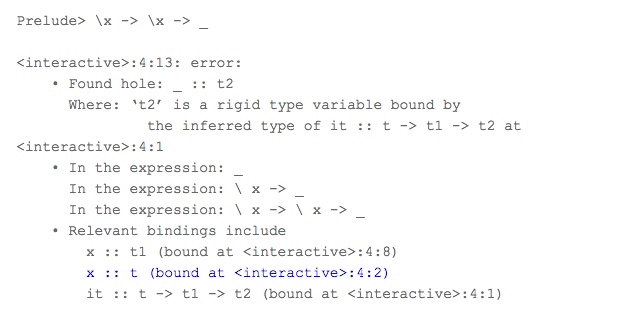 Prelude> \x -> \x -> _
<interactive>:4:13: error:
• Found hole: _ :: t2
Where: ‘t2’ is a rigid type variable bound by
the inferred type of it :: t -> t1 -> t2 at
<interactive>:4:1
• In the expression: _
In the expression: \ x -> _
In the expression: \ x -> \ x -> _
• Relevant bindings include
x :: t1 (bound at <interactive>:4:8)
x :: t (bound at <interactive>:4:2)
it :: t -> t1 -> t2 (bound at <interactive>:4:1)